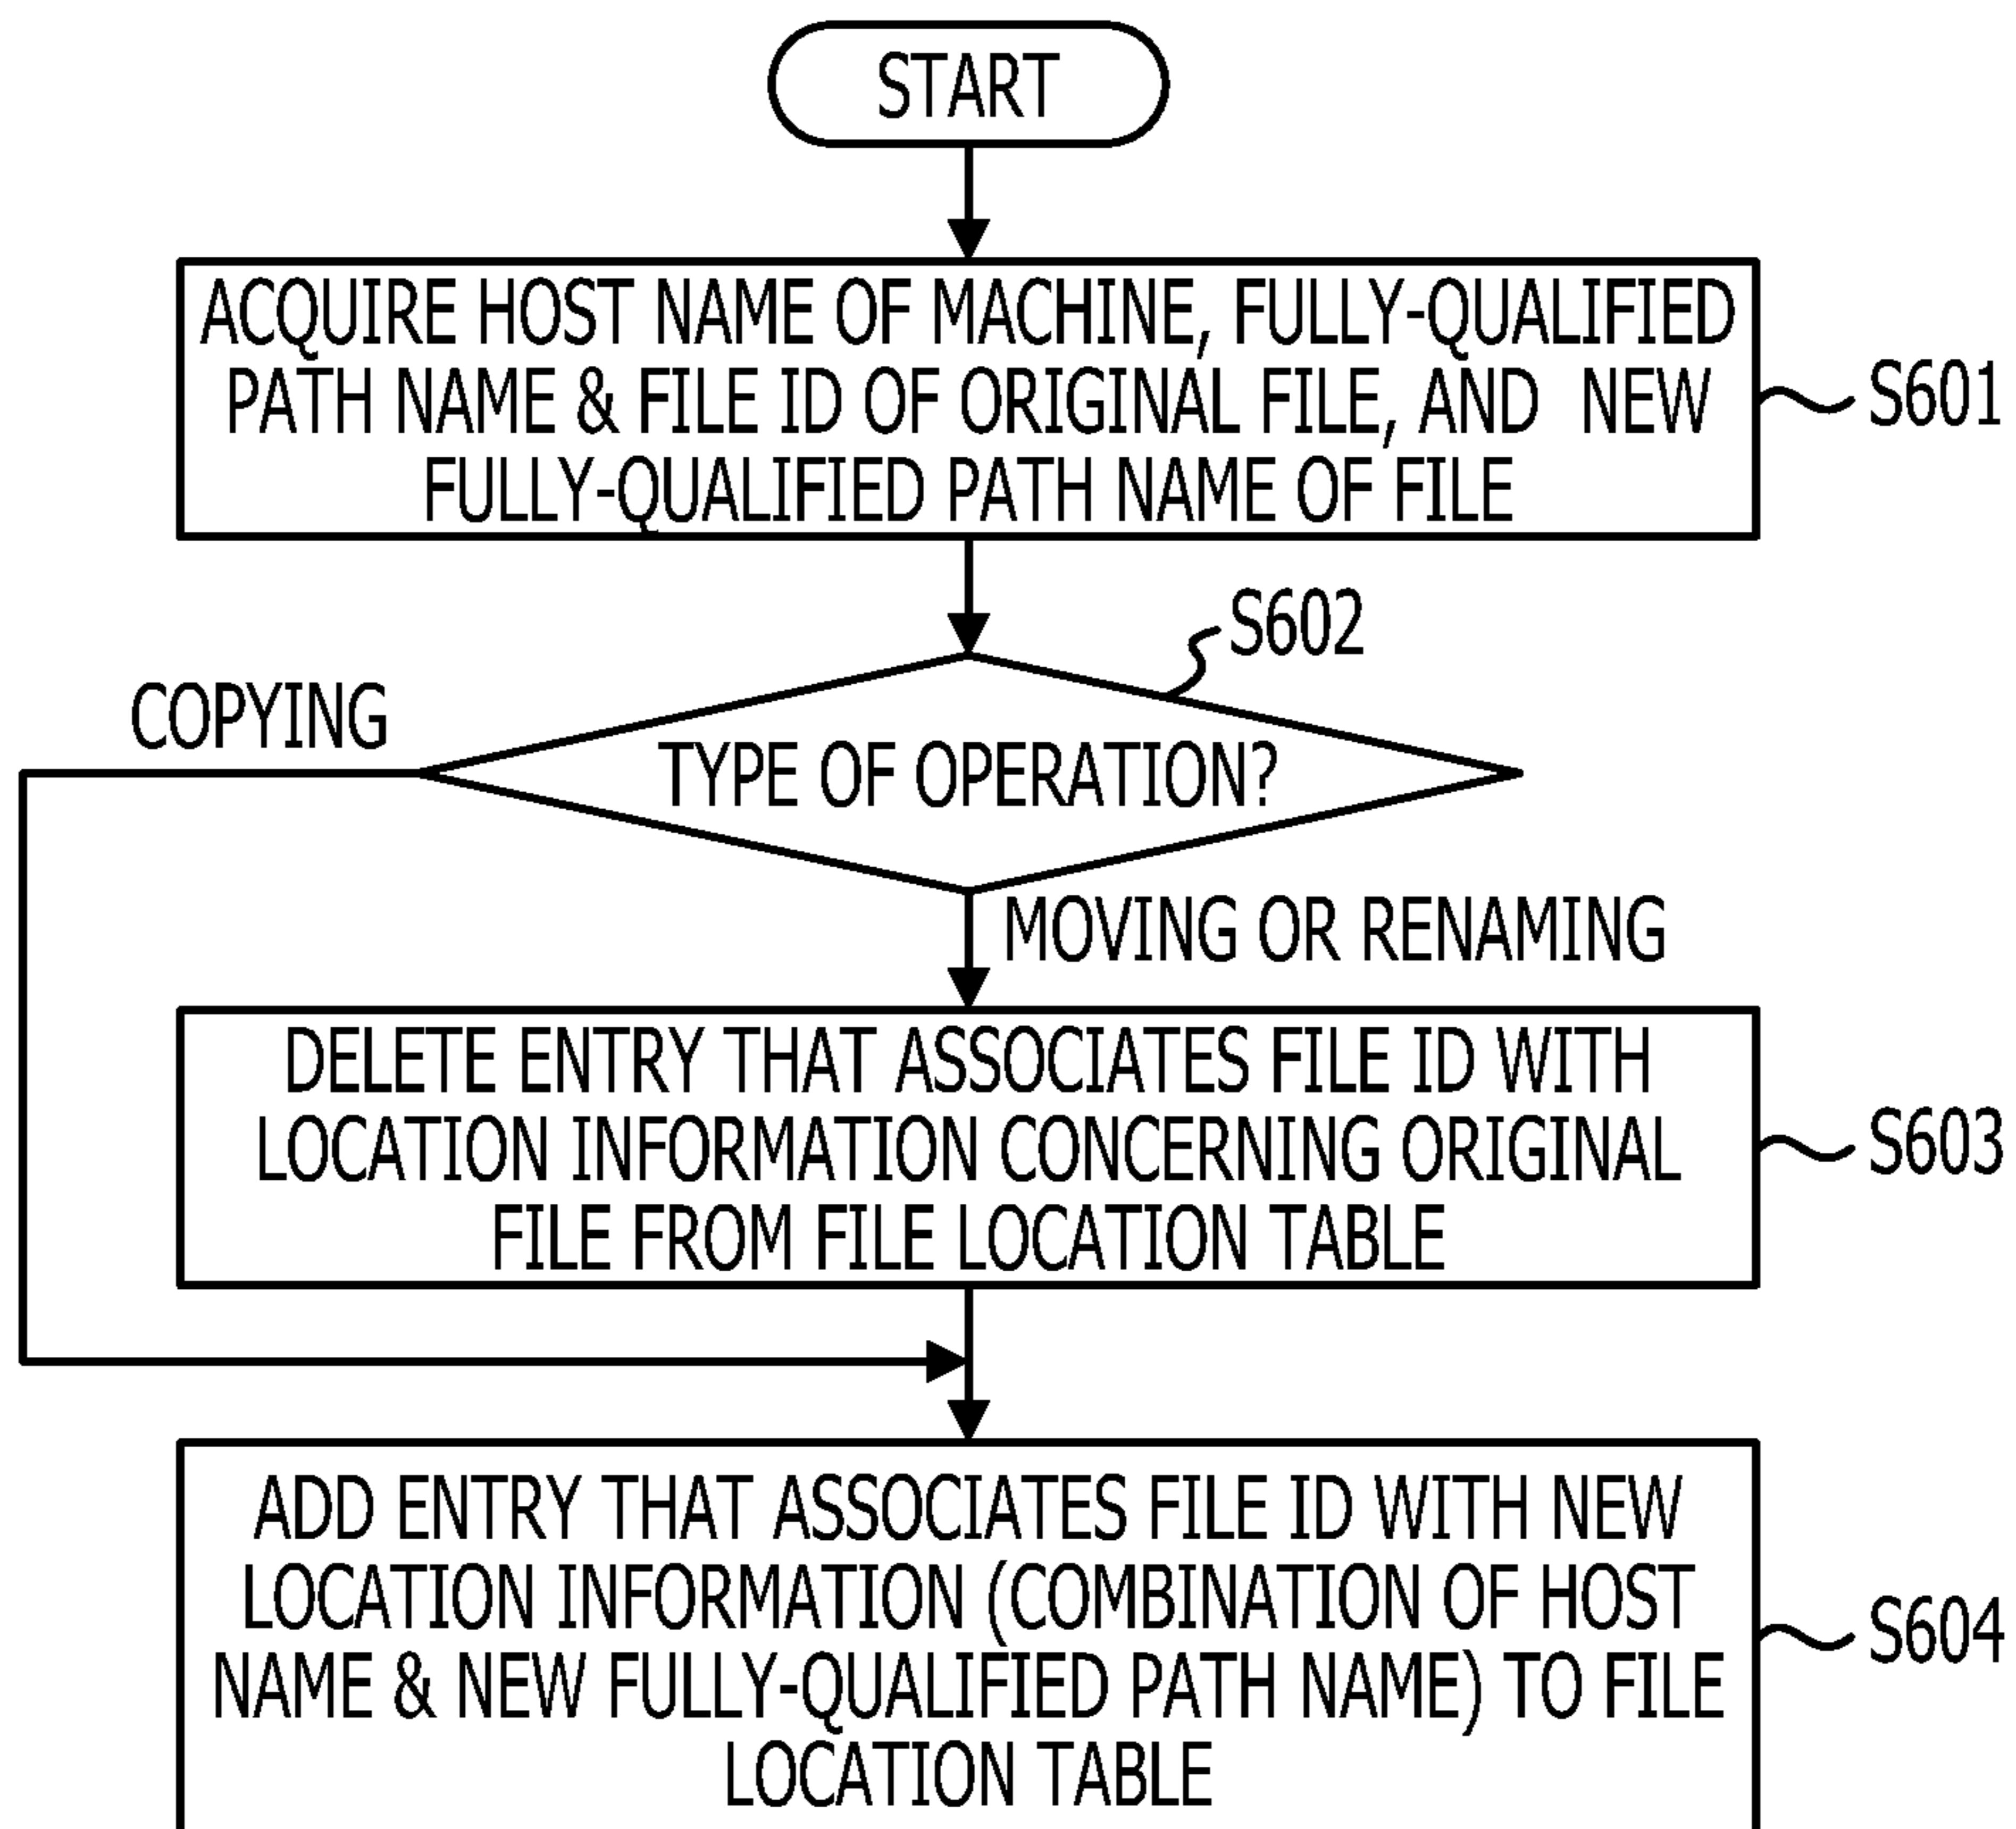 START
ACQUIRE HOST NAME OF MACHINE, FULLY-QUALIFIED
PATH NAME & FILE ID OF ORIGINAL FILE, AND NEW
FULLY-QUALIFIED PATH NAME OF FILE
S601
S602
COPYING
TYPE OF OPERATION?
MOVING OR RENAMING
DELETE ENTRY THAT ASSOCIATES FILE ID WITH
LOCATION INFORMATION CONCERNING ORIGINAL
FILE FROM FILE LOCATION TABLE
S603
ADD ENTRY THAT ASSOCIATES FILE ID WITH NEW
LOCATION INFORMATION (COMBINATION OF HOST
NAME & NEW FULLY-QUALIFIED PATH NAME) TO FILE
LOCATION TABLE
S604